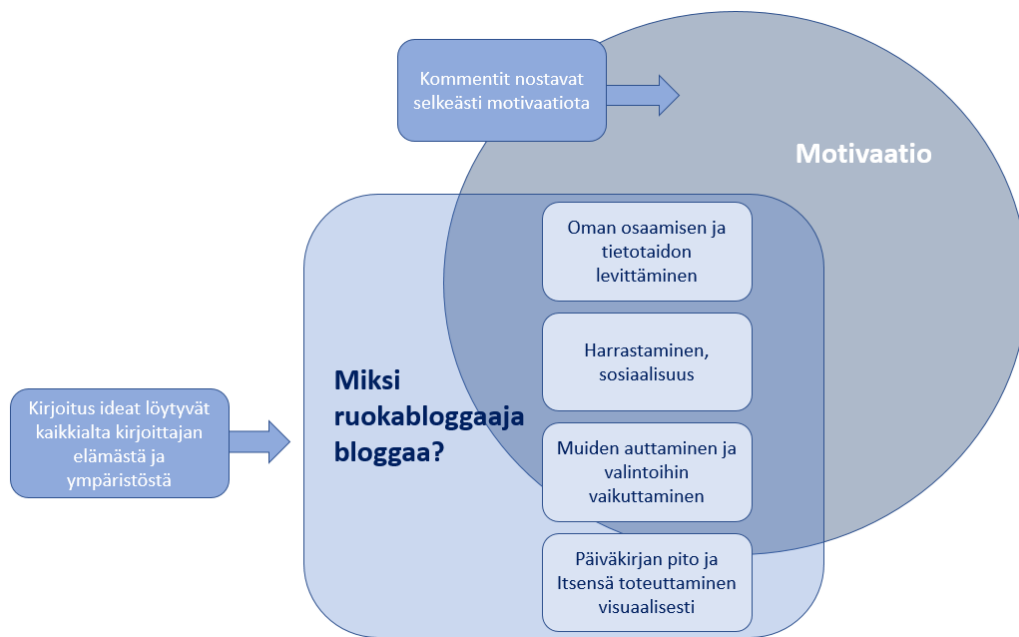 Kommentit nostavat
selkeästi motivaatiota
Motivaatio
Oman osaamisen ja
tietotaidon
levittäminen
Harrastaminen,
sosiaalisuus
Miksi
ruokabloggaaja
bloggaa?
Kirjoitus ideat löytyvät
kaikkialta kirjoittajan
elämästä ja
ympäristöstä
Muiden auttaminen ja
valintoihin
vaikuttaminen
Päiväkirjan pito ja
Itsensä toteuttaminen
visuaalisesti